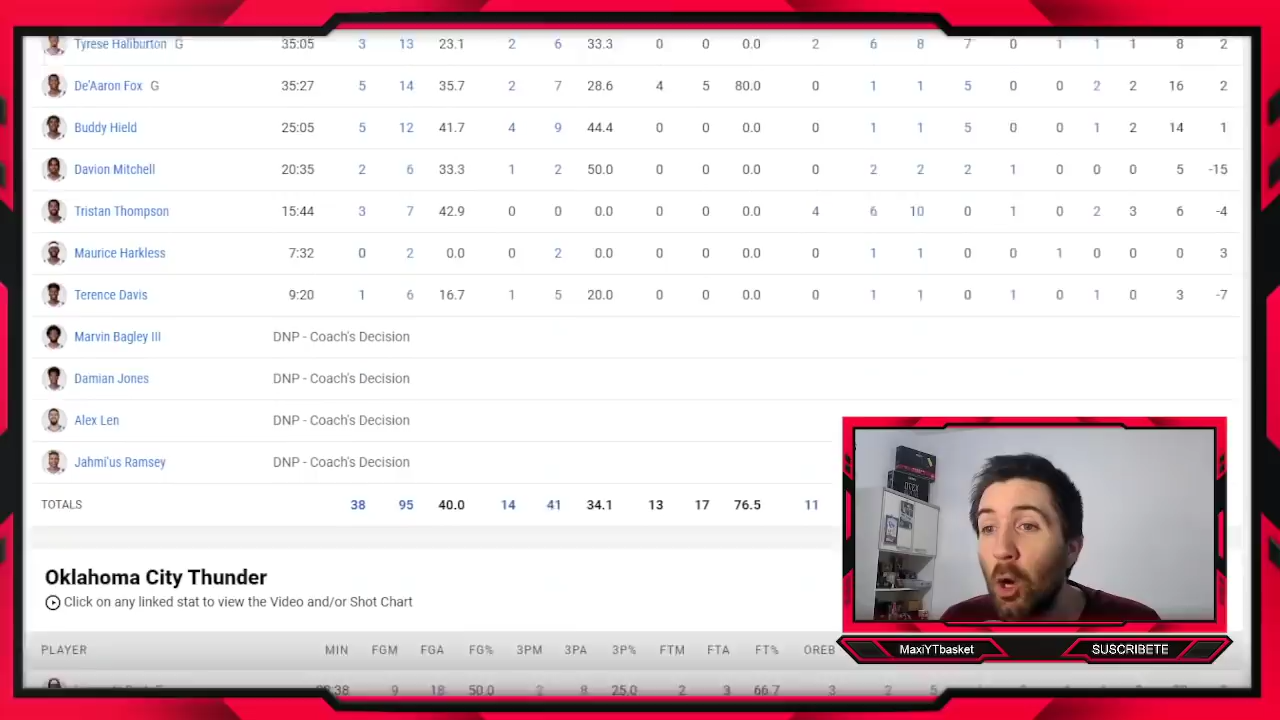 Tyrese Haliburton G 35:05 3 13 23.1 2 6 33.3 0 0 0.0 2 6 8 7 0 1 1 1 8 2
De'Aaron Fox G 35:27 5 14 35.7 2 7 28.6 4 5 80.0 0 1 1 5 0 0 2 2 16 2
Buddy Hield 25:05 5 12 41.7 4 9 44.4 0 0 0.0 0 1 1 5 0 0 1 2 14 1
Davion Mitchell 20:35 2 6 33.3 1 2 50.0 0 0 0.0 0 2 2 2 1 0 0 0 5 -15
Tristan Thompson 15:44 3 7 42.9 0 0 0.0 0 0 0.0 4 6 10 0 1 0 2 3 6 -4
Maurice Harkless 7:32 0 2 0.0 0 2 0.0 0 0 0.0 0 1 1 0 0 1 0 0 0 3
Terence Davis 9:20 1 6 16.7 1 5 20.0 0 0 0.0 0 1 1 0 1 0 1 0 3 -7
Marvin Bagley III DNP - Coach's Decision
Damian Jones DNP - Coach's Decision
Alex Len DNP - Coach's Decision
Jahmi'us Ramsey DNP - Coach's Decision
TOTALS 38 95 40.0 14 41 34.1 13 17 76.5 11
Oklahoma City Thunder
Click on any linked stat to view the Video and/or Shot Chart
PLAYER MIN FGM FGA FG% 3PM 3PA 3P% FTM FTA FT% OREB
9 18 50.0 2 8 25.0 2 3 66.7 3
MaxiYTbasket
SUSCRIBETE